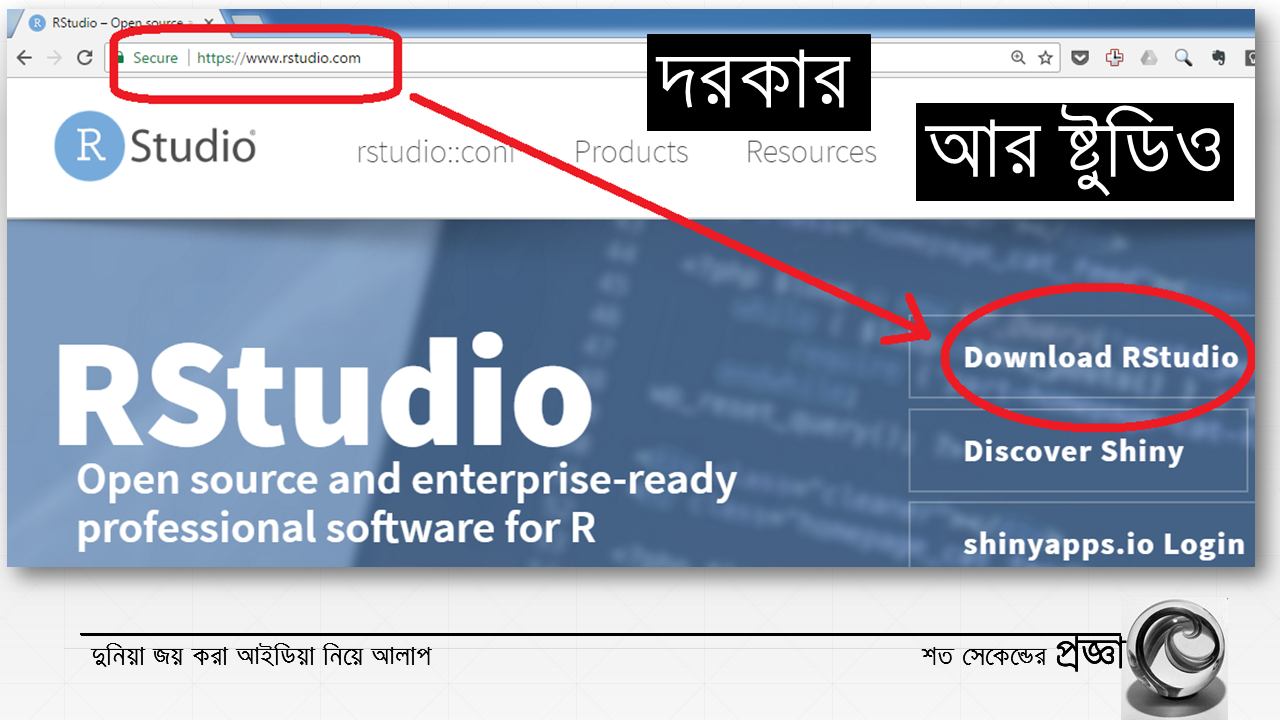 RStudio – Open source
Secure https://www.rstudio.com
দরকার
আর ষ্টুডিও
R Studio
rstudio::conf Products Resources
RStudio
Open source and enterprise-ready
professional software for R
Download RStudio
Discover Shiny
shinyapps.io Login
দুনিয়া জয় করা আইডিয়া নিয়ে আলাপ
শত সেকেন্ডের প্রজ্ঞা